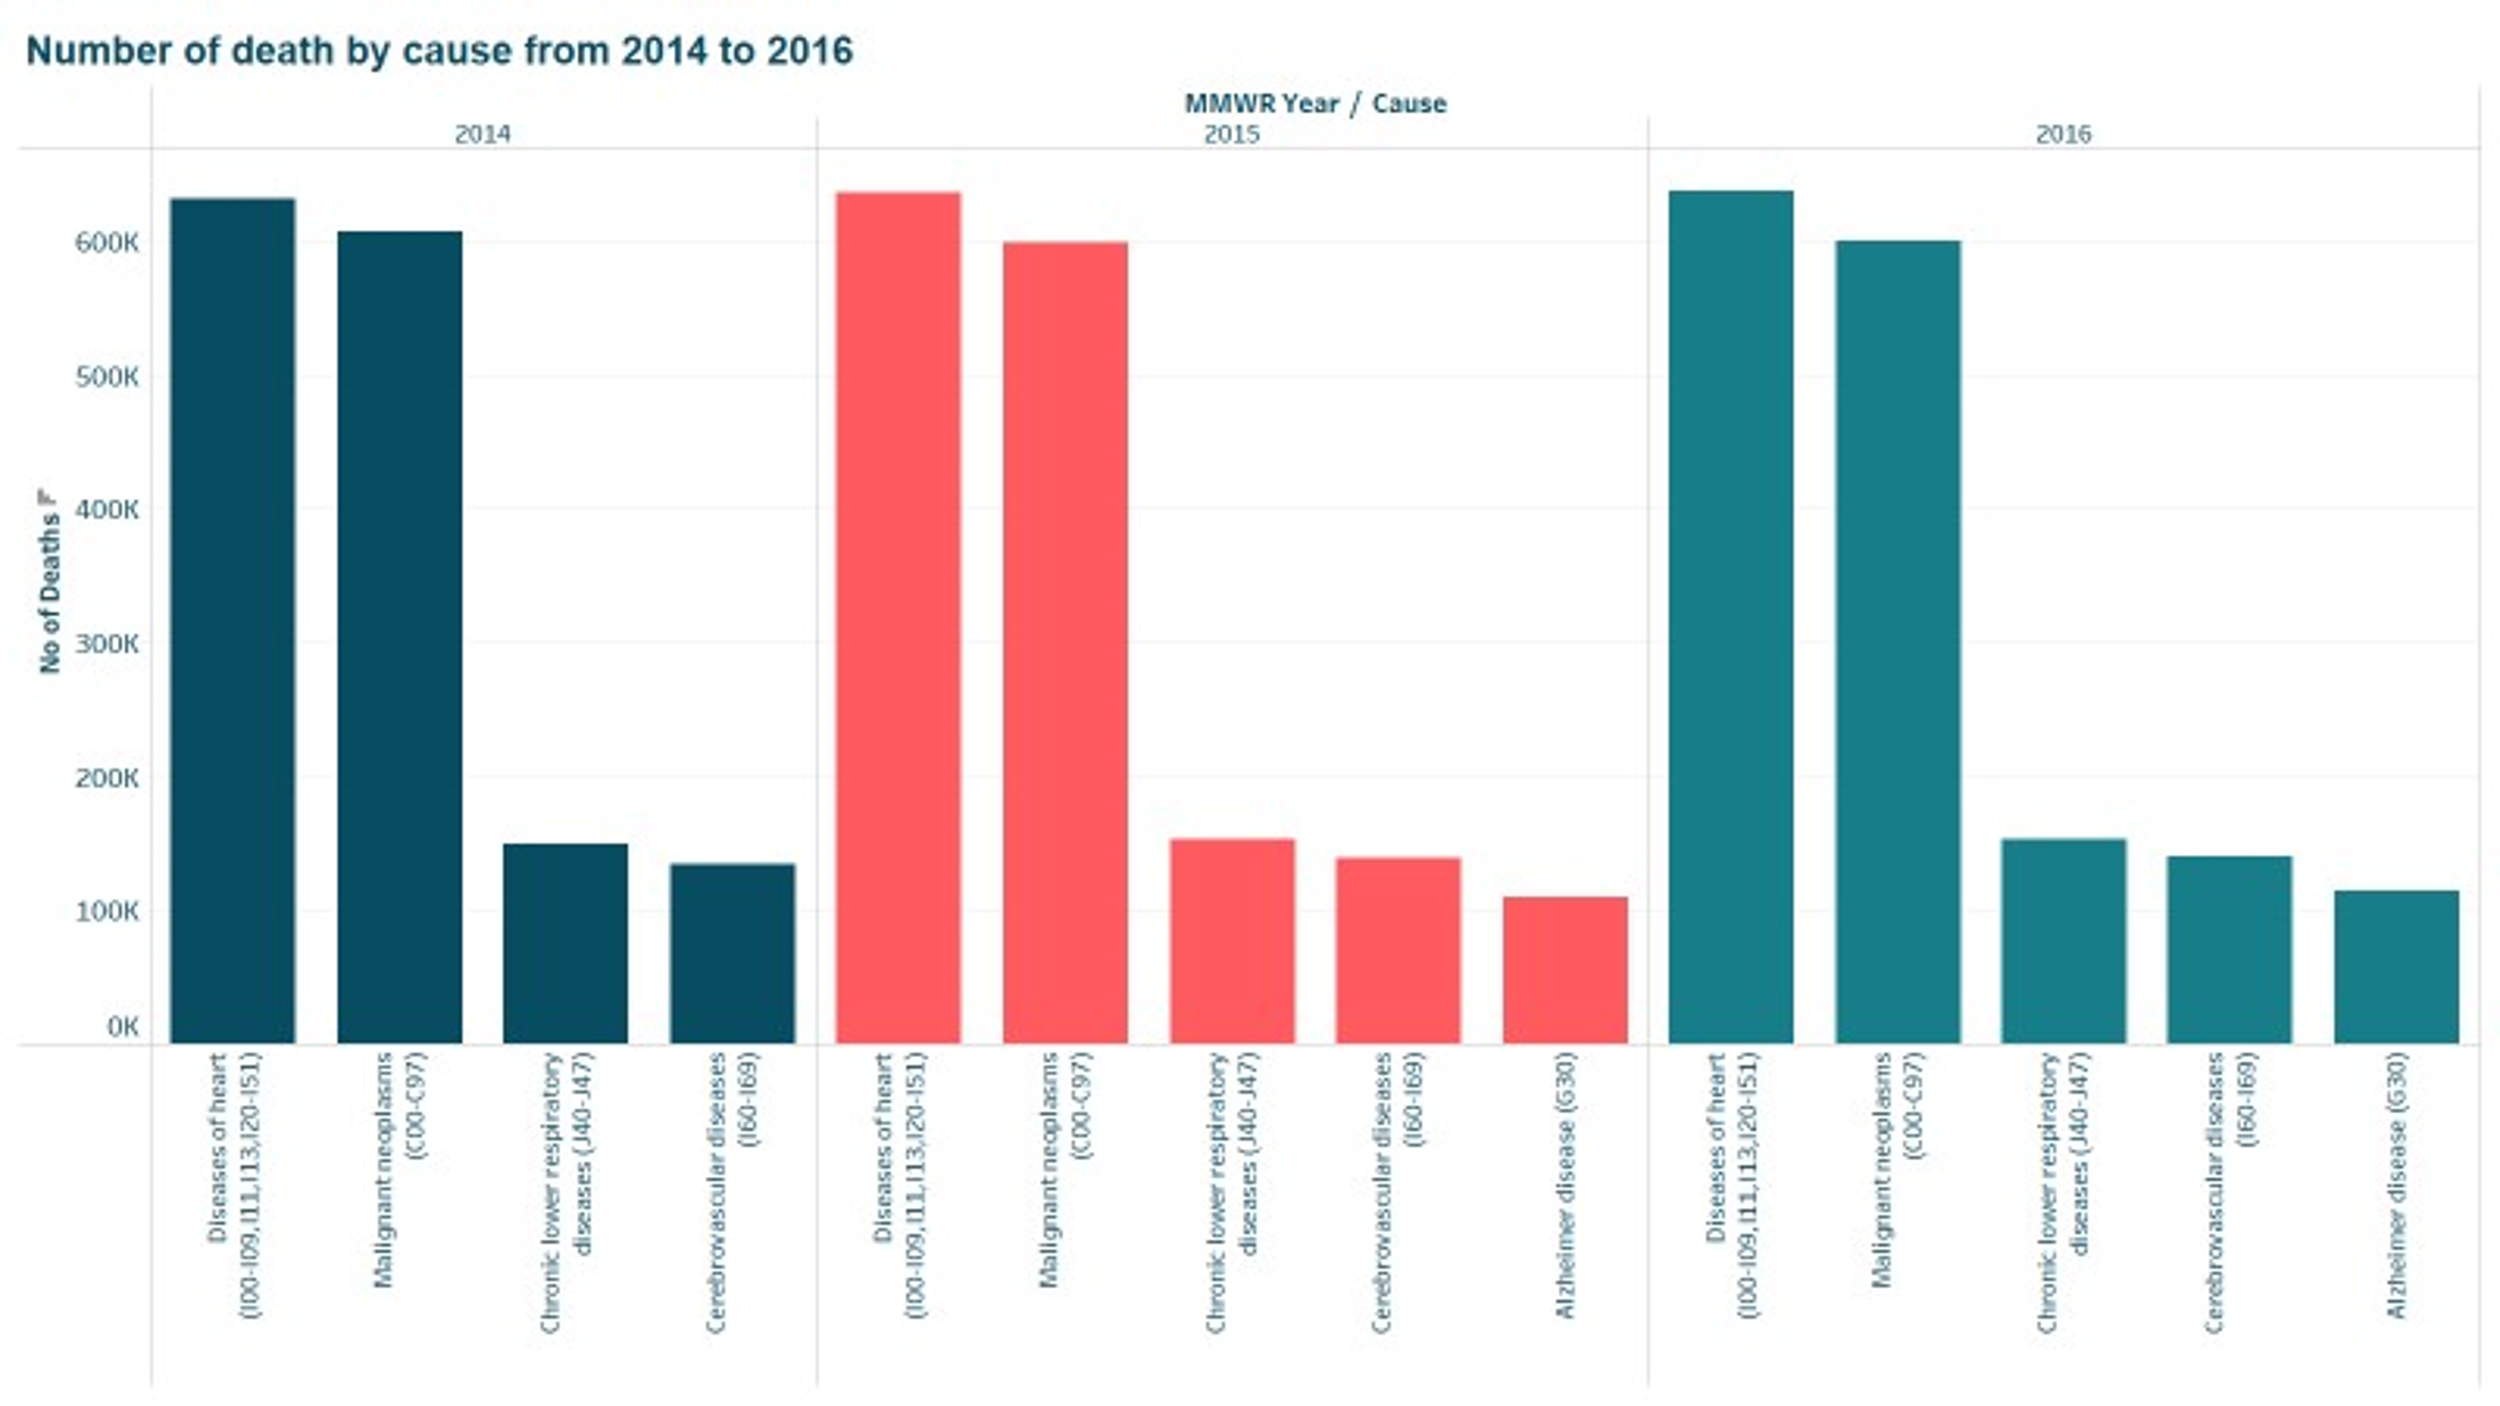 Number of death by cause from 2014 to 2016
MMWR Year / Cause
2014
2015
2016
No of Deaths
600K
500K
400K
300K
200K
100K
0K
Diseases of heart
(I00-I09,I11,I13,I20-I51)
Malignant neoplasms
(C00-C97)
Chronic lower respiratory
diseases (J40-J47)
Cerebrovascular diseases
(I60-I69)
Diseases of heart
(I00-I09,I11,I13,I20-I51)
Malignant neoplasms
(C00-C97)
Chronic lower respiratory
diseases (J40-J47)
Cerebrovascular diseases
(I60-I69)
Alzheimer disease (G30)
Diseases of heart
(I00-I09,I11,I13,I20-I51)
Malignant neoplasms
(C00-C97)
Chronic lower respiratory
diseases (J40-J47)
Cerebrovascular diseases
(I60-I69)
Alzheimer disease (G30)